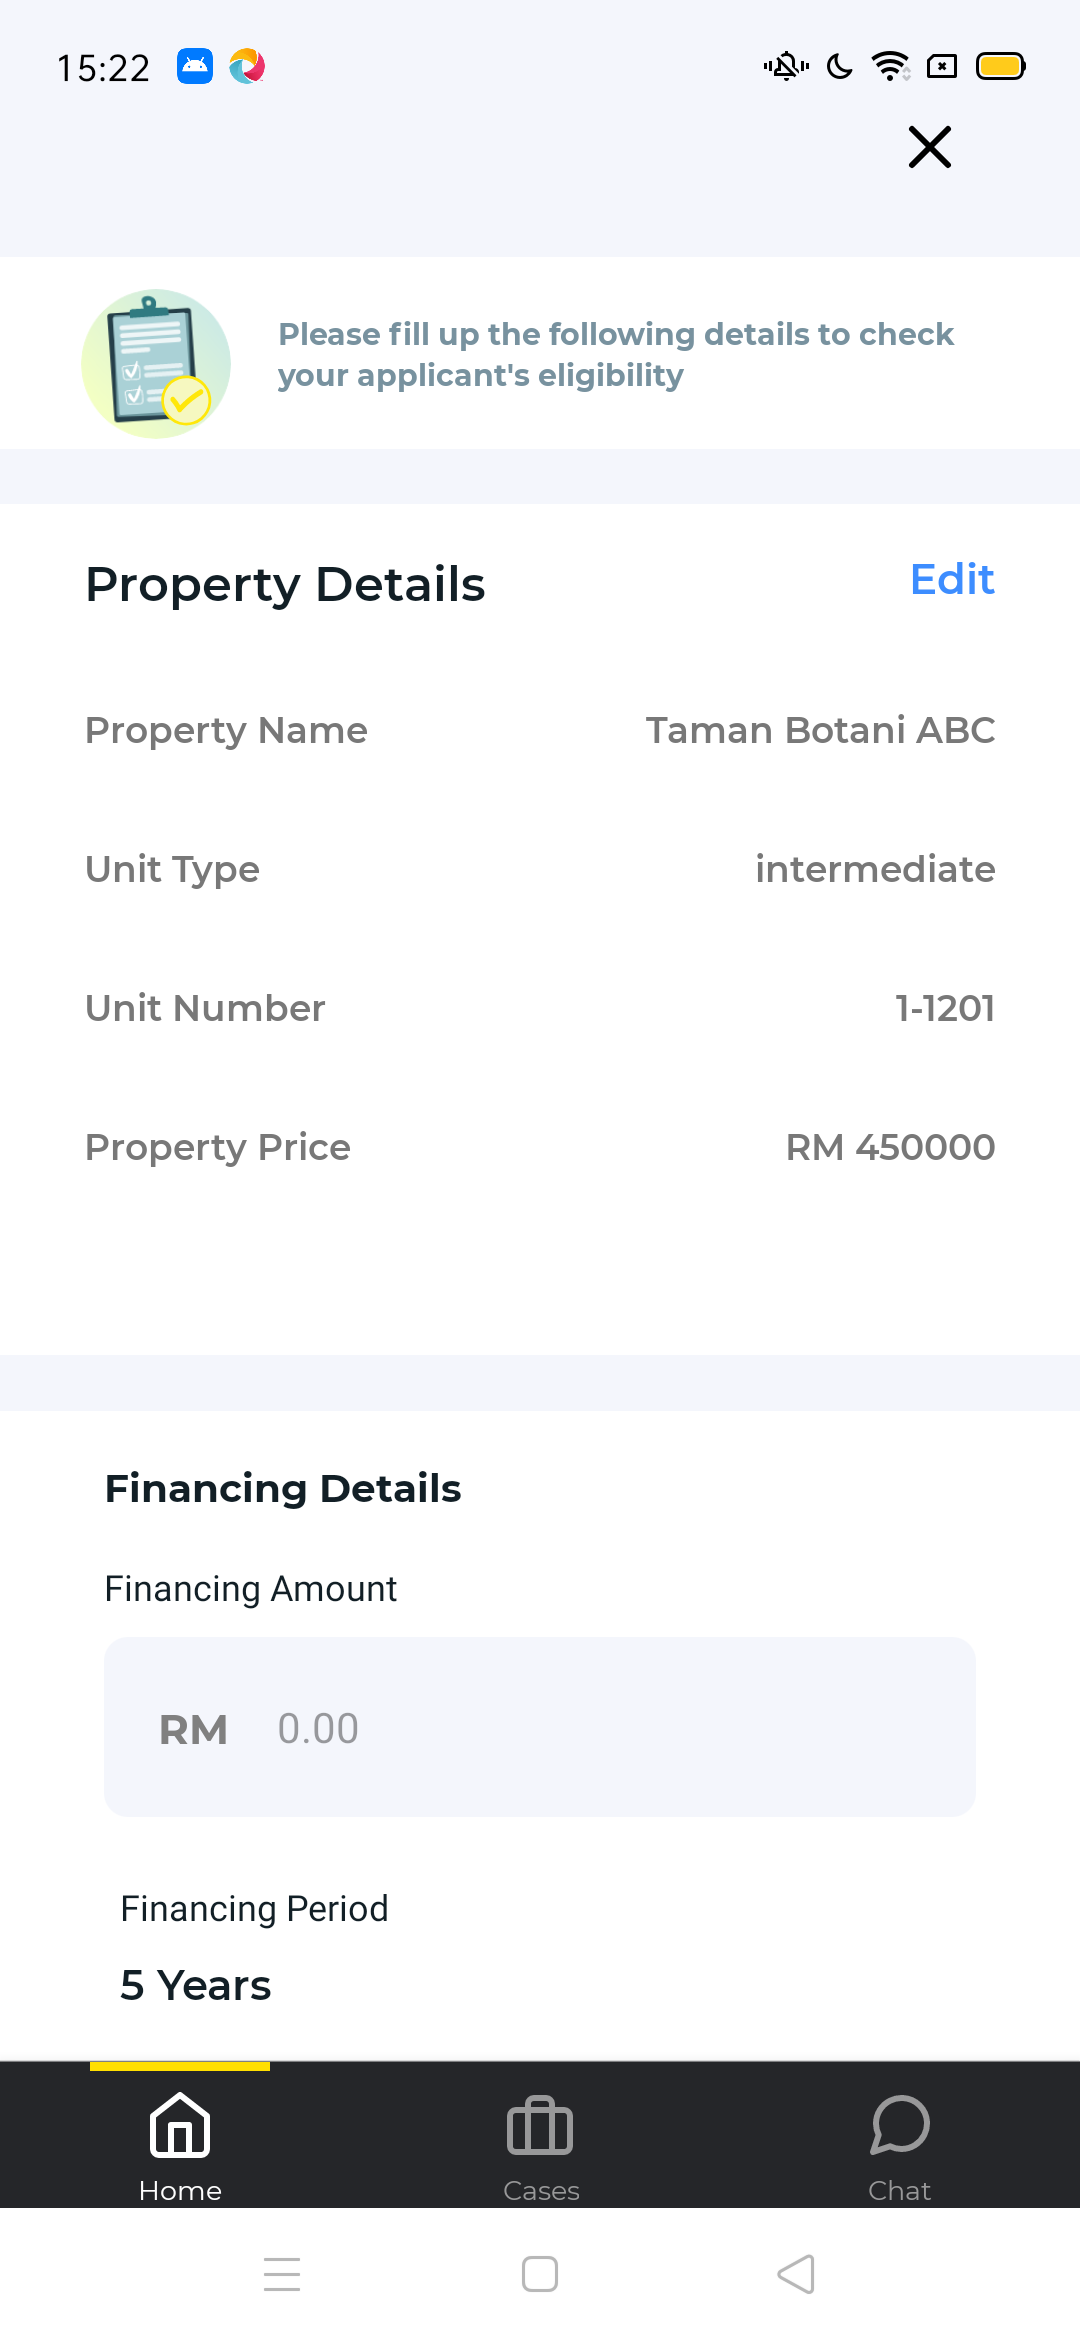 15:22
Please fill up the following details to check
your applicant's eligibility
Property Details
Edit
Property Name
Taman Botani ABC
Unit Type
intermediate
Unit Number
1-1201
Property Price
RM 450000
Financing Details
Financing Amount
RM 0.00
Financing Period
5 Years
Home
Cases
Chat